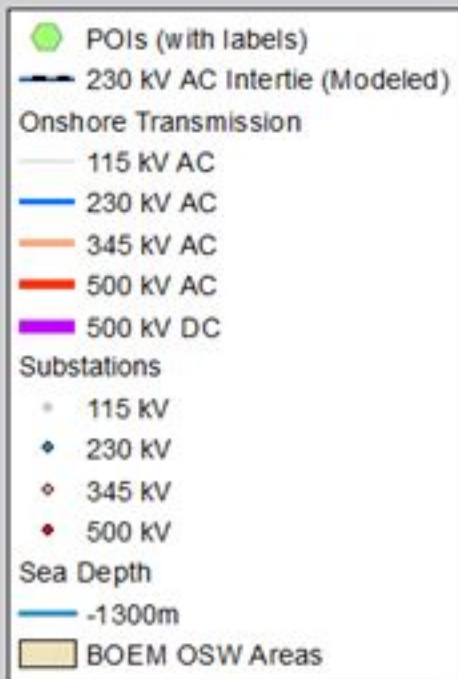 POIs (with labels)
230 kV AC Intertie (Modeled)
Onshore Transmission
115 kV AC
230 kV AC
345 kV AC
500 kV AC
500 kV DC
Substations
115 kV
230 kV
345 kV
500 kV
Sea Depth
-1300m
BOEM OSW Areas